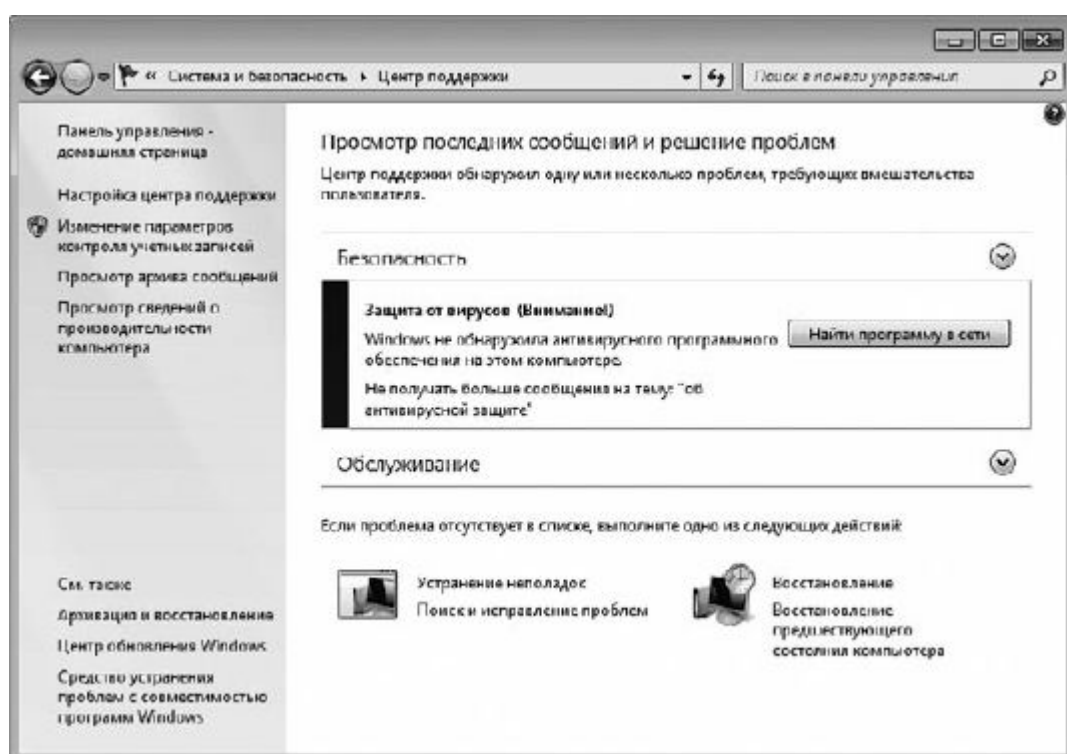 « Система и безопасность ▸ Центр поддержки
Поиск в панели управления
Панель управления -
домашняя страница
Настройка центра поддержки
Изменение параметров
контроля учетных записей
Просмотр архива сообщений
Просмотр сведений о
производительности
компьютера
Просмотр последних сообщений и решение проблем
Центр поддержки обнаружил одну или несколько проблем, требующих вмешательства
пользователя.
Безопасность
Защита от вирусов (Внимание!)
Windows не обнаружила антивирусного программного
обеспечения на этом компьютере.
Найти программу в сети
Не получать больше сообщения на тему: "об
антивирусной защите"
Обслуживание
Если проблема отсутствует в списке, выполните одно из следующих действий:
Устранение неполадок
Поиск и исправление проблем
Восстановление
Восстановление
предшествующего
состояния компьютера
См. также
Архивация и восстановление
Центр обновления Windows
Средство устранения
проблем с совместимостью
программ Windows